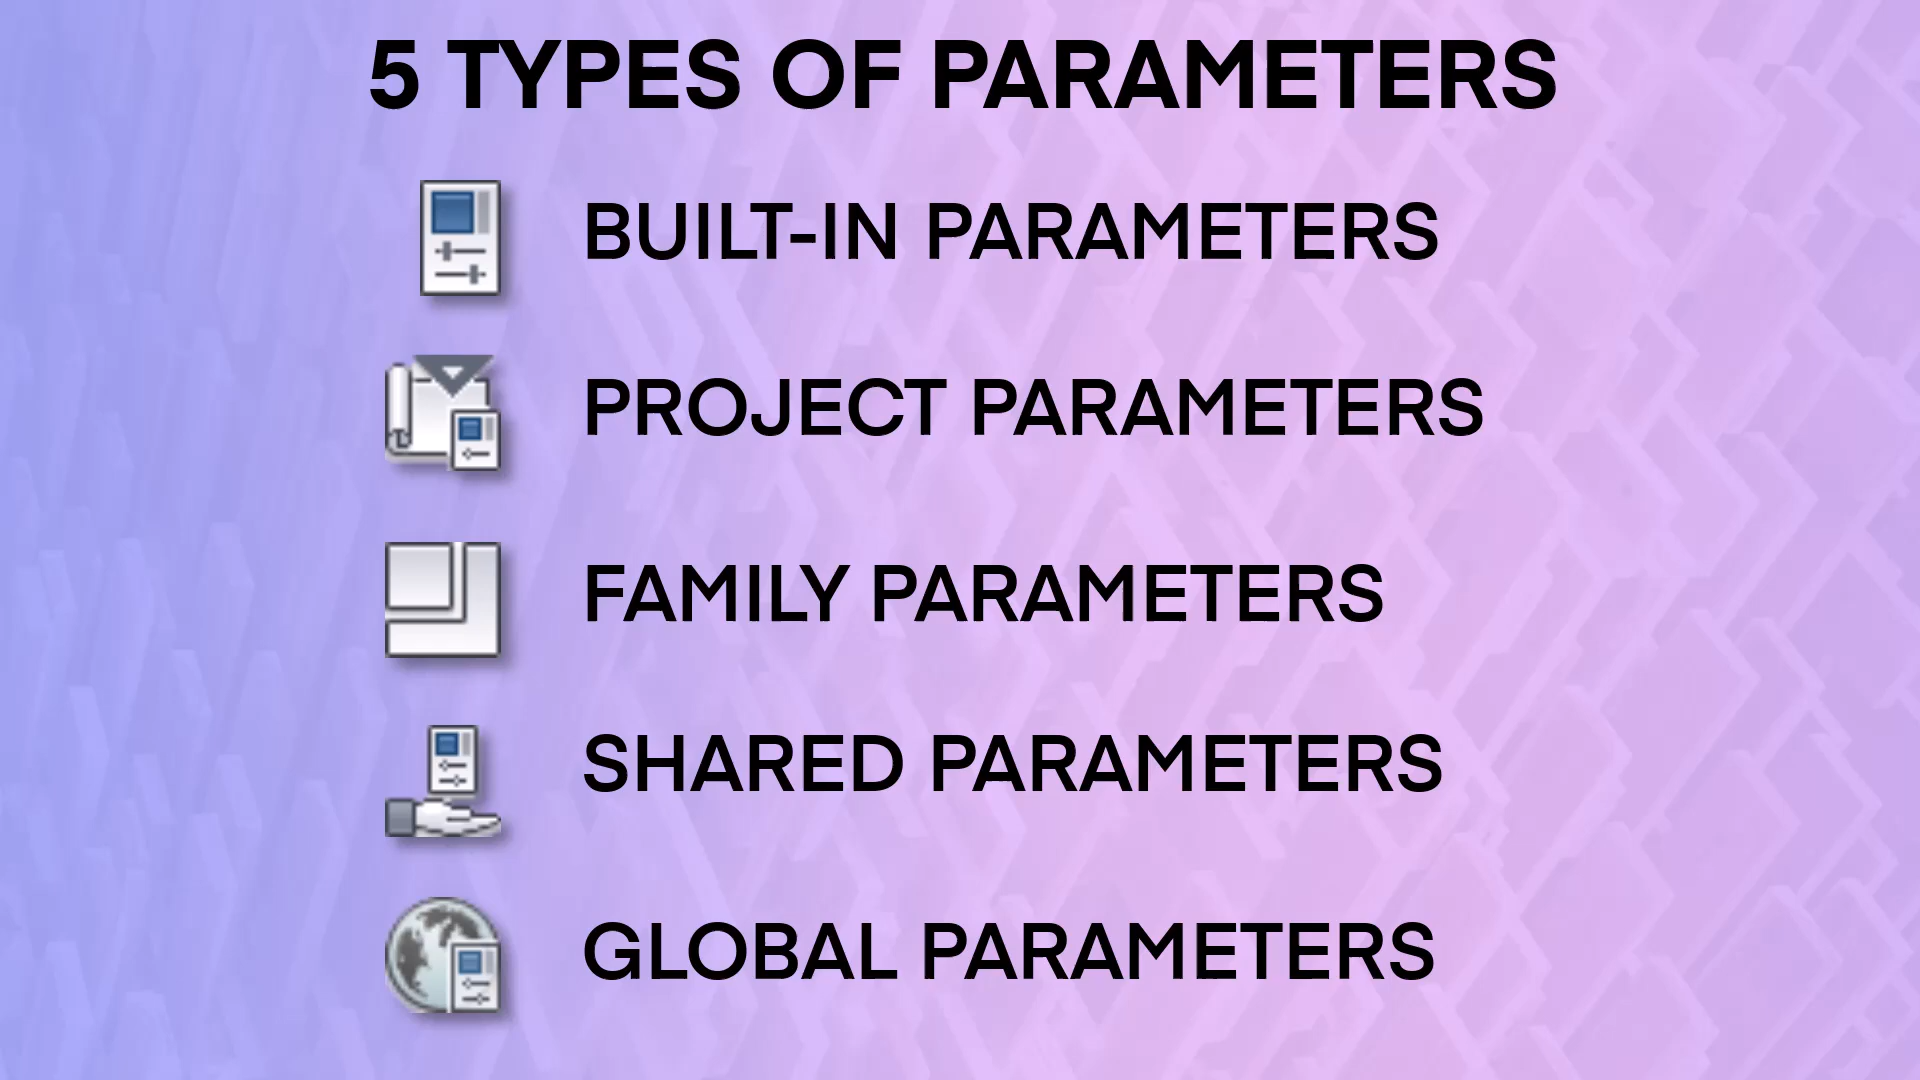 5 TYPES OF PARAMETERS
BUILT-IN PARAMETERS
PROJECT PARAMETERS
FAMILY PARAMETERS
SHARED PARAMETERS
GLOBAL PARAMETERS